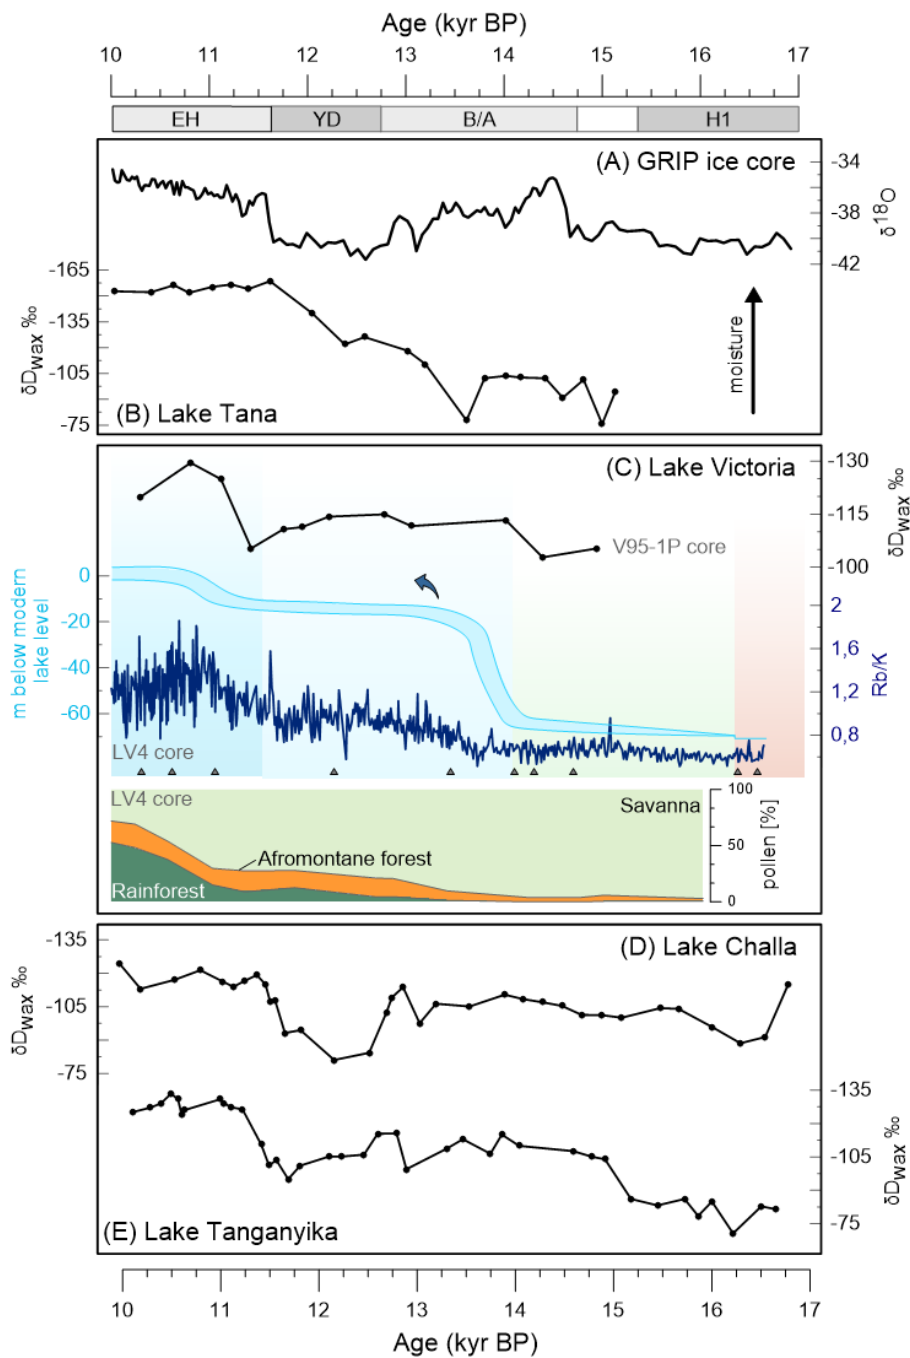 Age (kyr BP)
10 11 12 13 14 15 16 17
EH YD B/A H1
(A) GRIP ice core
-34
-38
-42
δ18O
-165
-135
-105
-75
δDwax ‰
moisture
(B) Lake Tana
(C) Lake Victoria
-130
-115
-100
δDwax ‰
V95-1P core
0
-20
-40
-60
m below modern
lake level
2
1,6
1,2
0,8
Rb/K
LV4 core
LV4 core
Savanna
100
50
0
pollen [%]
Afromontane forest
Rainforest
(D) Lake Challa
-135
-105
-75
δDwax ‰
-135
-105
-75
δDwax ‰
(E) Lake Tanganyika
10 11 12 13 14 15 16 17
Age (kyr BP)